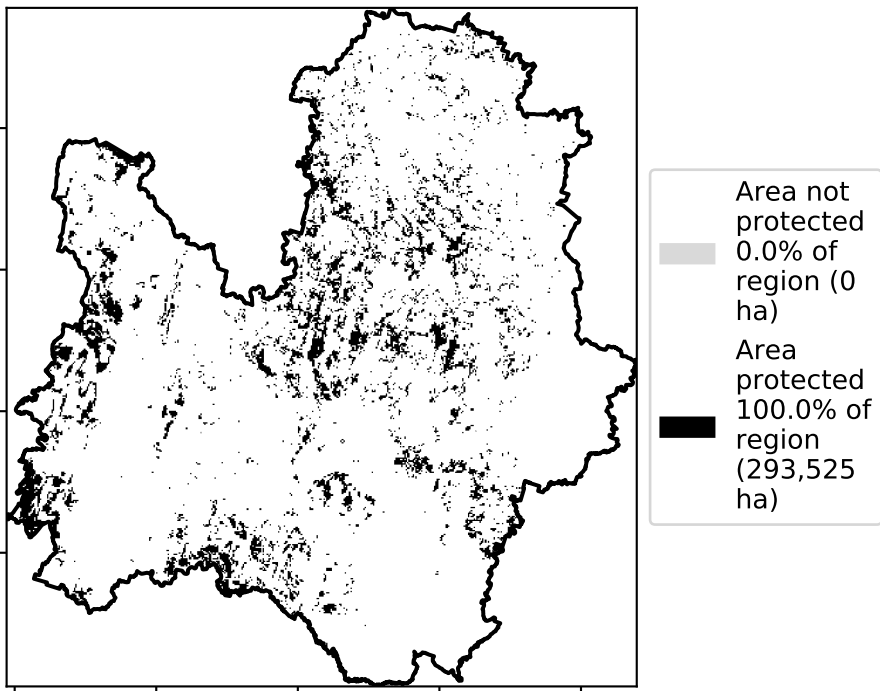 Area not
protected
0.0% of
region (0
ha)
Area
protected
100.0% of
region
(293,525
ha)